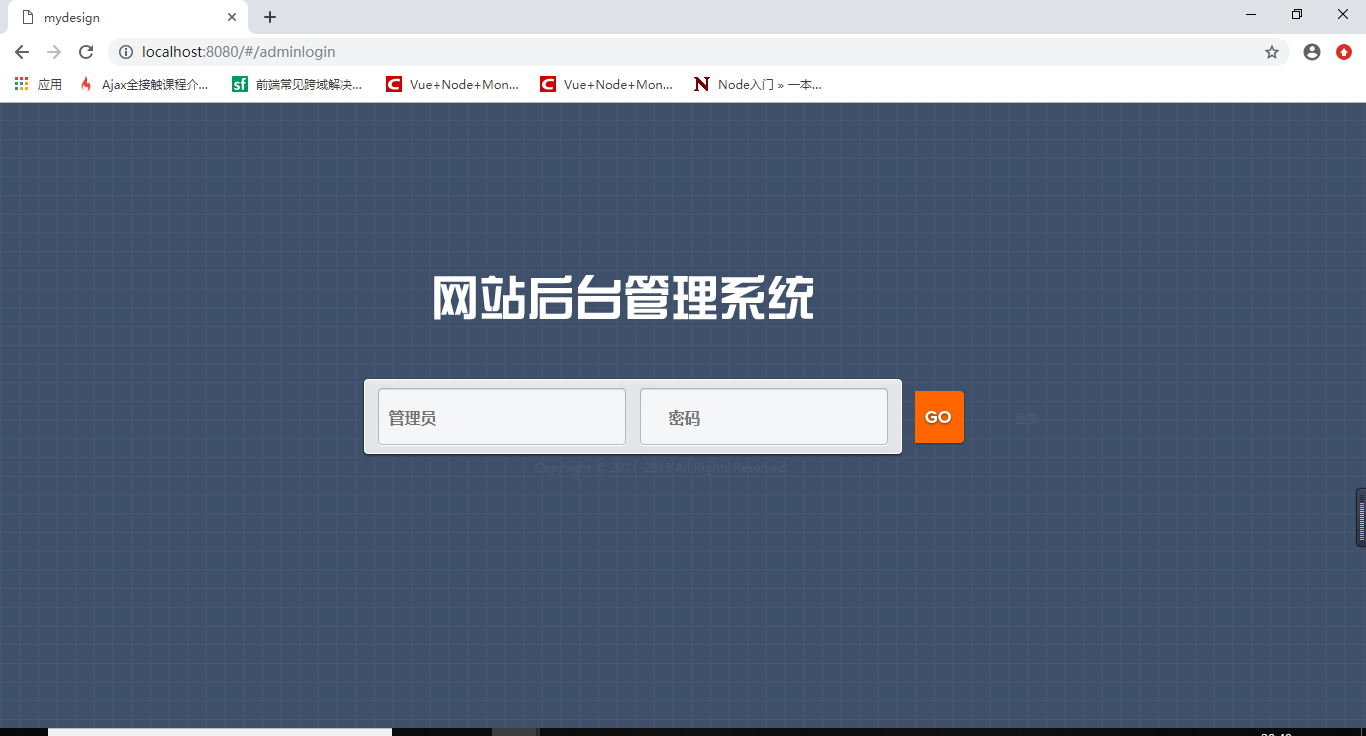 mydesign
localhost:8080/#/adminlogin
应用 Ajax全接触课程介... sf 前端常见跨域解决... Vue+Node+Mon... Vue+Node+Mon... N Node入门 » 一本...
网站后台管理系统
管理员 密码 GO 登录
Copyright © 2011-2015 All Rights Reserved.